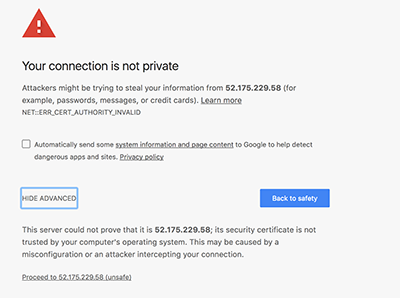 Your connection is not private
Attackers might be trying to steal your information from 52.175.229.58 (for
example, passwords, messages, or credit cards). Learn more
NET::ERR_CERT_AUTHORITY_INVALID
Automatically send some system information and page content to Google to help detect
dangerous apps and sites. Privacy policy
HIDE ADVANCED
Back to safety
This server could not prove that it is 52.175.229.58; its security certificate is not
trusted by your computer's operating system. This may be caused by a
misconfiguration or an attacker intercepting your connection.
Proceed to 52.175.229.58 (unsafe)